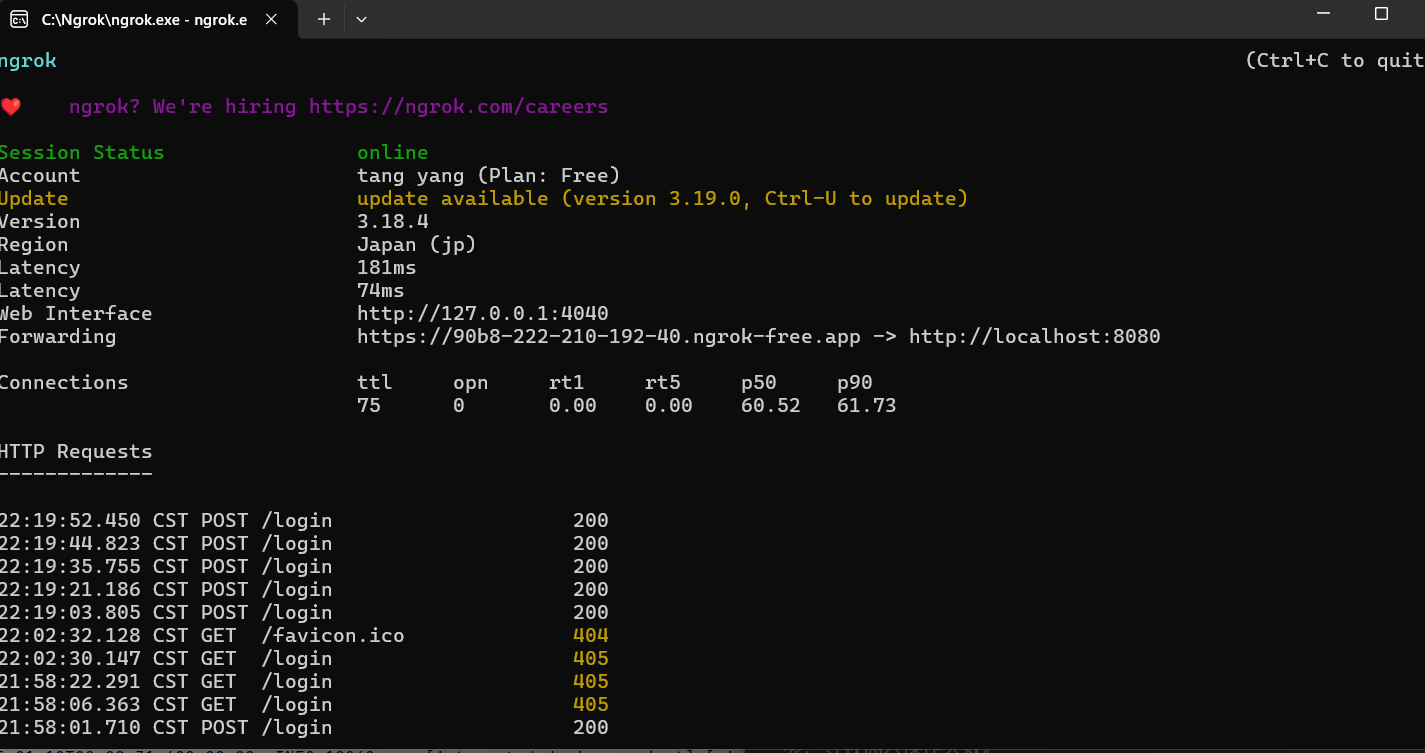 C:\Ngrok\ngrok.exe - ngrok.e
ngrok (Ctrl+C to quit
❤️ ngrok? We're hiring https://ngrok.com/careers
Session Status online
Account tang yang (Plan: Free)
Update update available (version 3.19.0, Ctrl-U to update)
Version 3.18.4
Region Japan (jp)
Latency 181ms
Latency 74ms
Web Interface http://127.0.0.1:4040
Forwarding https://90b8-222-210-192-40.ngrok-free.app -> http://localhost:8080
Connections ttl opn rt1 rt5 p50 p90
75 0 0.00 0.00 60.52 61.73
HTTP Requests
-------------
22:19:52.450 CST POST /login 200
22:19:44.823 CST POST /login 200
22:19:35.755 CST POST /login 200
22:19:21.186 CST POST /login 200
22:19:03.805 CST POST /login 200
22:02:32.128 CST GET /favicon.ico 404
22:02:30.147 CST GET /login 405
21:58:22.291 CST GET /login 405
21:58:06.363 CST GET /login 405
21:58:01.710 CST POST /login 200